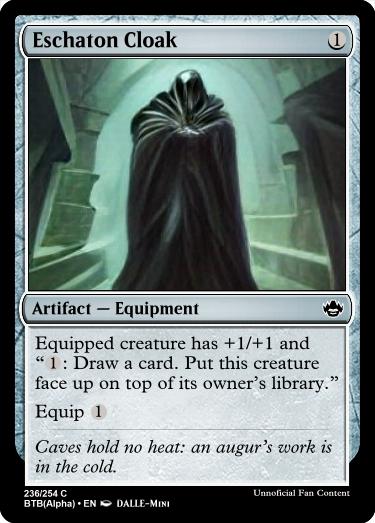 Eschaton Cloak 1
Artifact — Equipment
Equipped creature has +1/+1 and
“1: Draw a card. Put this creature
face up on top of its owner’s library.”
Equip 1
Caves hold no heat: an augur’s work is
in the cold.
236/254 C
BTB(Alpha) • EN DALLE-Mini
Unnoficial Fan Content